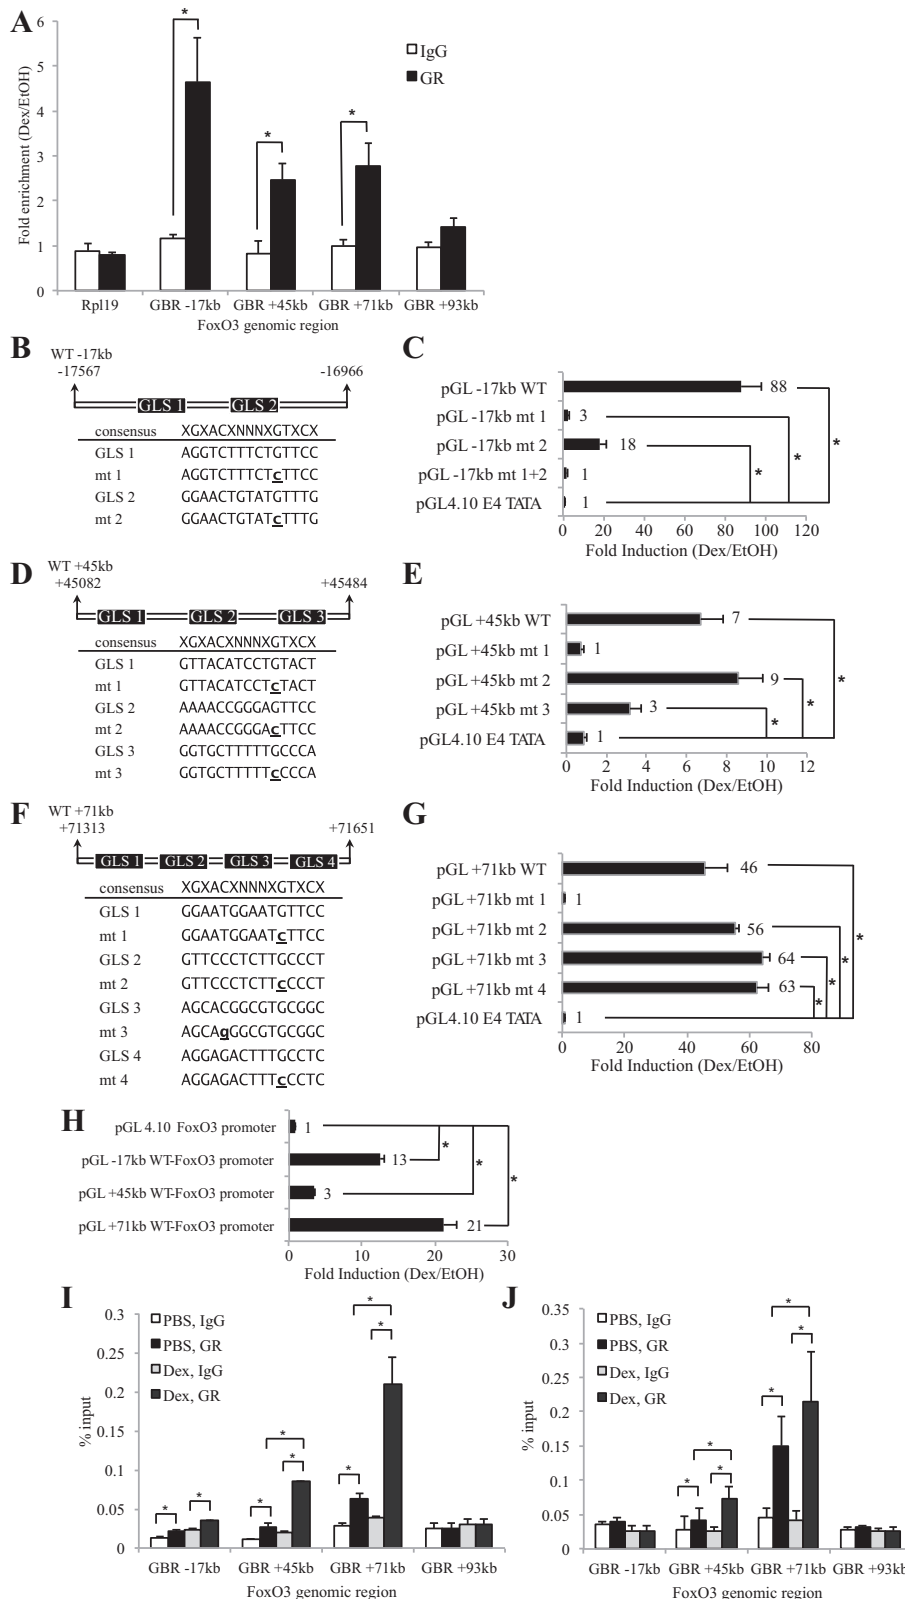 A
6
5
4
3
2
1
0
Fold enrichment (Dex/EtOH)
IgG
GR
*
*
*
Rpl19 GBR -17kb GBR +45kb GBR +71kb GBR +93kb
FoxO3 genomic region
B
WT -17kb
-17567 -16966
GLS 1 GLS 2
consensus XGXACXNNNXGTXCX
GLS 1 AGGTCTTTCTGTTCC
mt 1 AGGTCTTTCTcTTCC
GLS 2 GGAACTGTATGTTTG
mt 2 GGAACTGTATcTTTG
C
pGL -17kb WT 88
pGL -17kb mt 1 3
pGL -17kb mt 2 18
pGL -17kb mt 1+2 1
pGL4.10 E4 TATA 1
* * *
0 20 40 60 80 100 120
Fold Induction (Dex/EtOH)
D
WT +45kb
+45082 +45484
GLS 1 GLS 2 GLS 3
consensus XGXACXNNNXGTXCX
GLS 1 GTTACATCCTGTACT
mt 1 GTTACATCCTcTACT
GLS 2 AAAACCGGGAGTTCC
mt 2 AAAACCGGGAcTTCC
GLS 3 GGTGCTTTTTGCCCA
mt 3 GGTGCTTTTTcCCCA
E
pGL +45kb WT 7
pGL +45kb mt 1 1
pGL +45kb mt 2 9
pGL +45kb mt 3 3
pGL4.10 E4 TATA 1
* * *
0 2 4 6 8 10 12
Fold Induction (Dex/EtOH)
F
WT +71kb
+71313 +71651
GLS 1 GLS 2 GLS 3 GLS 4
consensus XGXACXNNNXGTXCX
GLS 1 GGAATGGAATGTTCC
mt 1 GGAATGGAATcTTCC
GLS 2 GTTCCCTCTTGCCCT
mt 2 GTTCCCTCTTcCCCT
GLS 3 AGCACGGCGTGCGGC
mt 3 AGCAgGGCGTGCGGC
GLS 4 AGGAGACTTTGCCTC
mt 4 AGGAGACTTTcCCTC
G
pGL +71kb WT 46
pGL +71kb mt 1 1
pGL +71kb mt 2 56
pGL +71kb mt 3 64
pGL +71kb mt 4 63
pGL4.10 E4 TATA 1
* * * *
0 20 40 60 80
Fold Induction (Dex/EtOH)
H
pGL 4.10 FoxO3 promoter 1
pGL -17kb WT-FoxO3 promoter 13
pGL +45kb WT-FoxO3 promoter 3
pGL +71kb WT-FoxO3 promoter 21
* * *
0 10 20 30
Fold Induction (Dex/EtOH)
I
0.3
0.25
0.2
0.15
0.1
0.05
0
% input
PBS, IgG
PBS, GR
Dex, IgG
Dex, GR
* *
* * *
* * *
GBR -17kb GBR +45kb GBR +71kb GBR +93kb
FoxO3 genomic region
J
0.35
0.3
0.25
0.2
0.15
0.1
0.05
0
% input
PBS, IgG
PBS, GR
Dex, IgG
Dex, GR
* * *
* * *
GBR -17kb GBR +45kb GBR +71kb GBR +93kb
FoxO3 genomic region